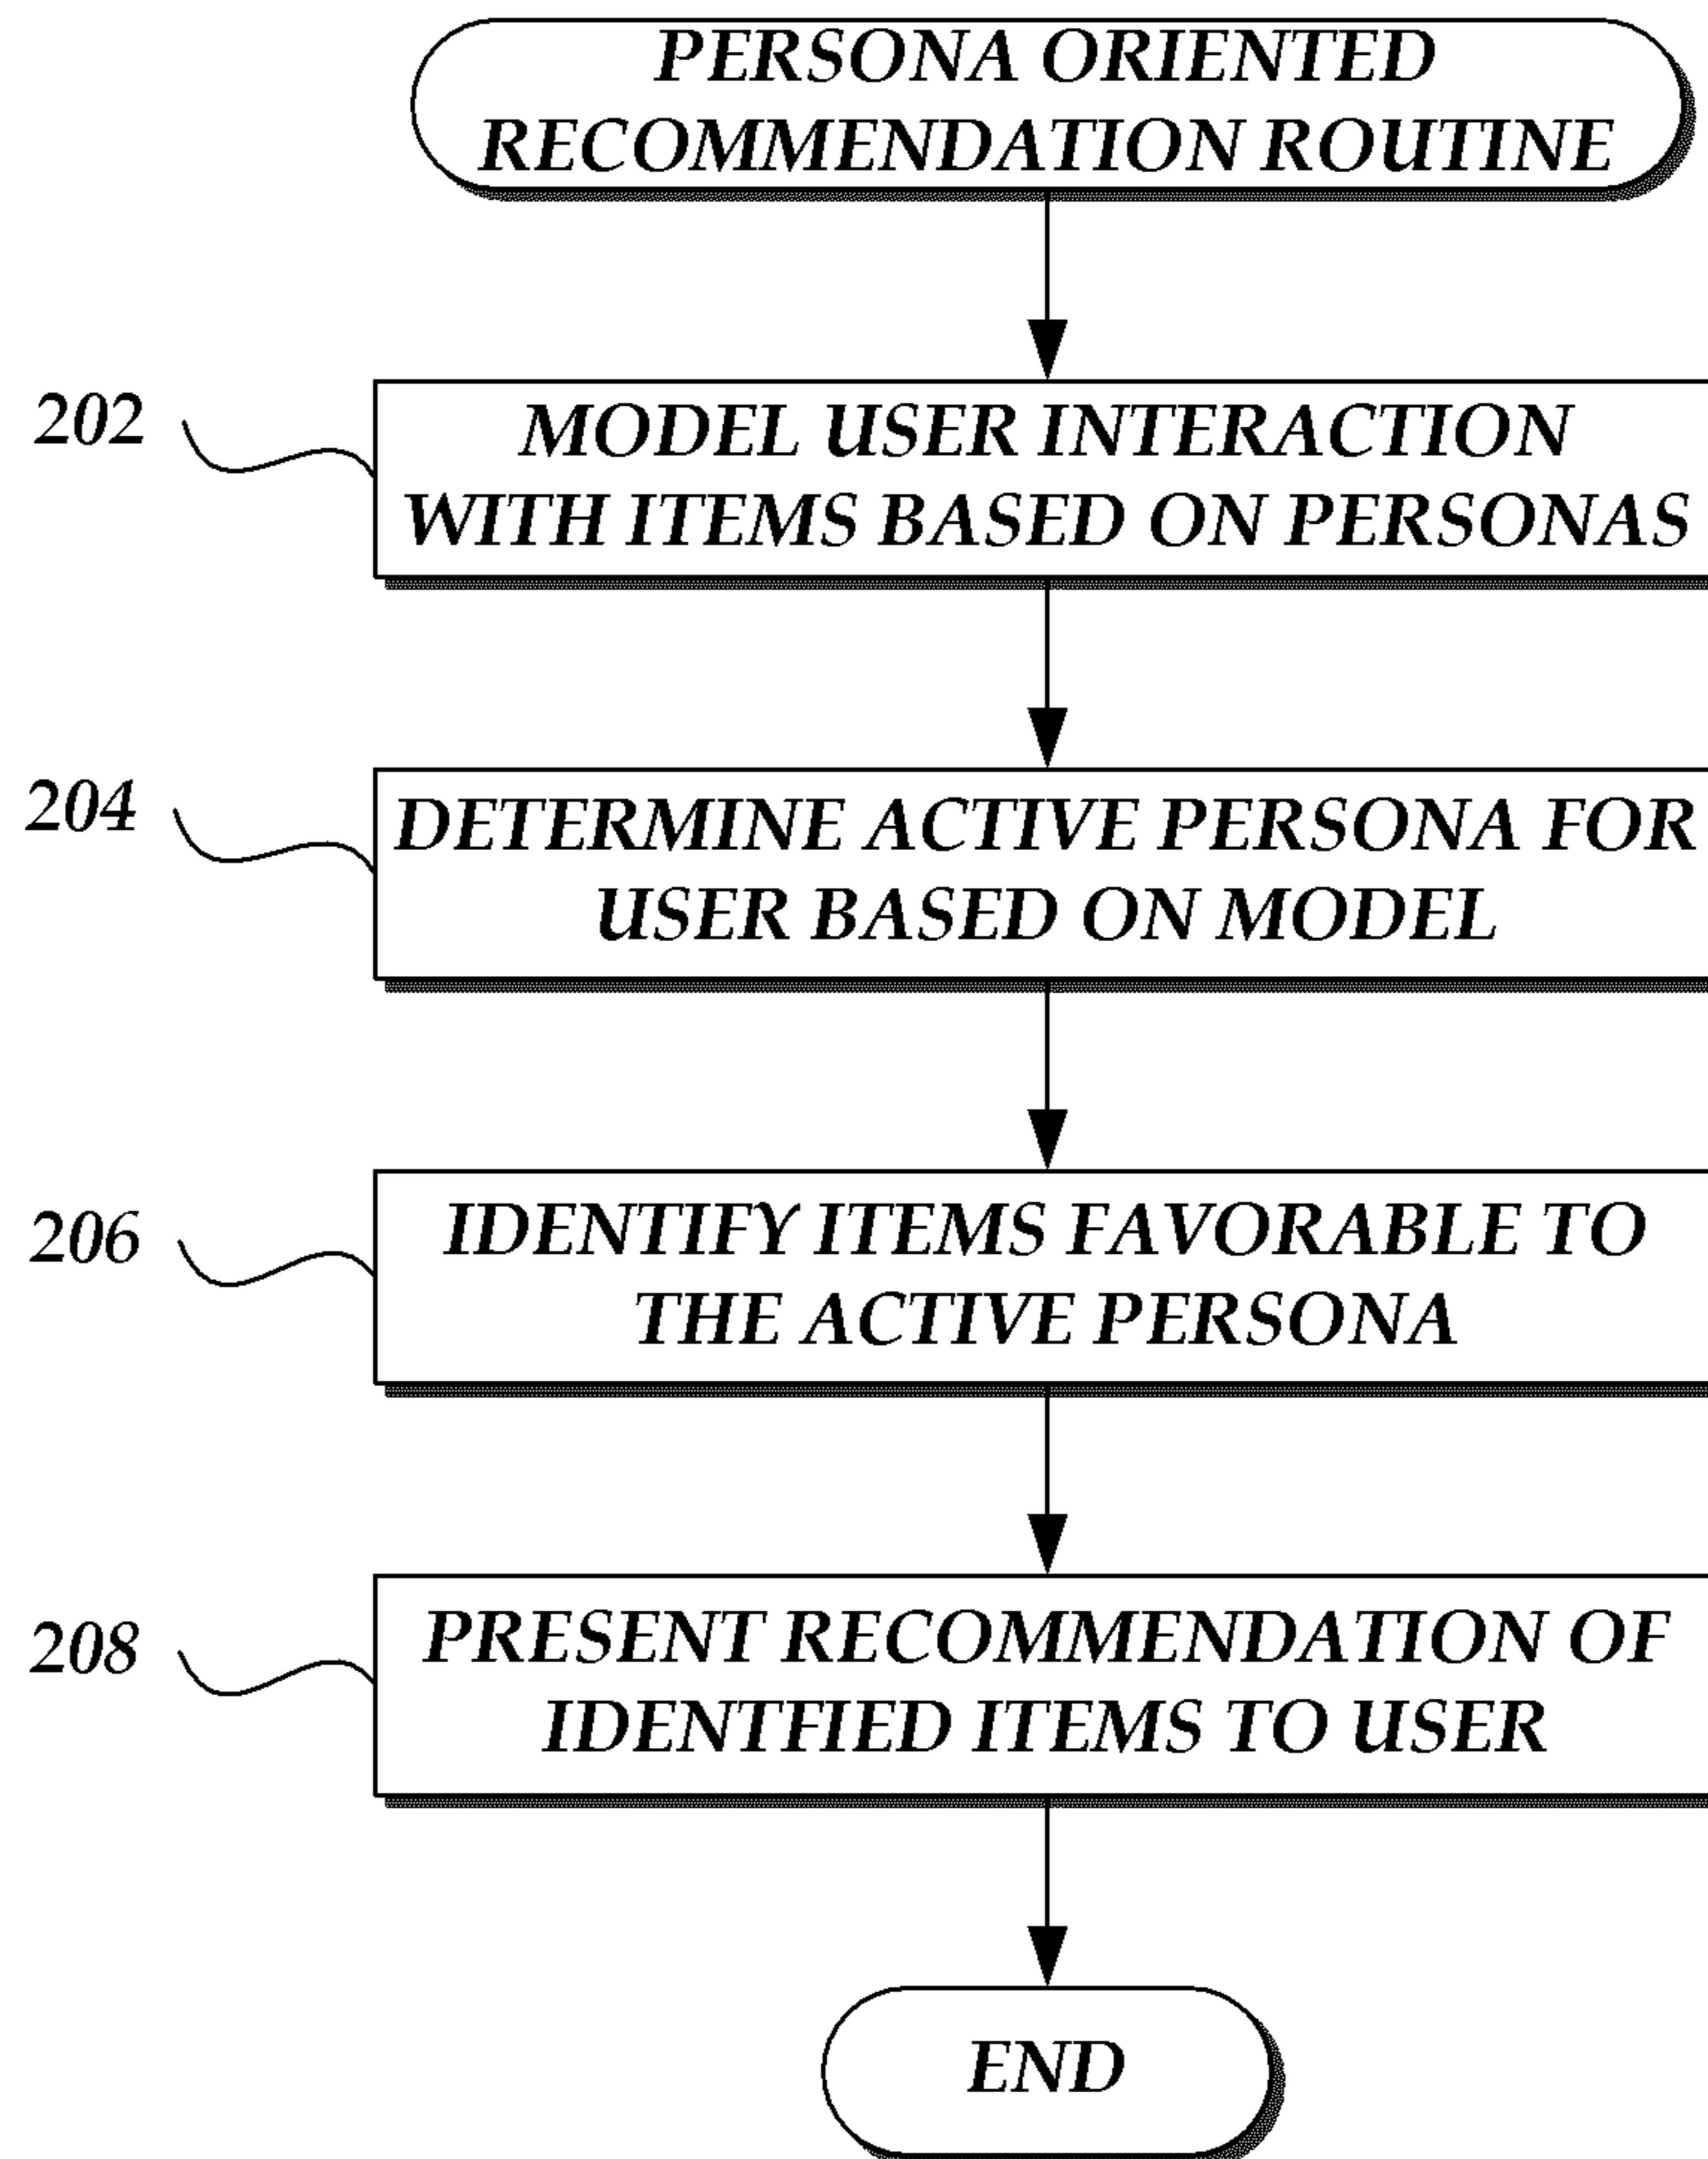 PERSONA ORIENTED
RECOMMENDATION ROUTINE
202
MODEL USER INTERACTION
WITH ITEMS BASED ON PERSONAS
204
DETERMINE ACTIVE PERSONA FOR
USER BASED ON MODEL
206
IDENTIFY ITEMS FAVORABLE TO
THE ACTIVE PERSONA
208
PRESENT RECOMMENDATION OF
IDENTFIED ITEMS TO USER
END